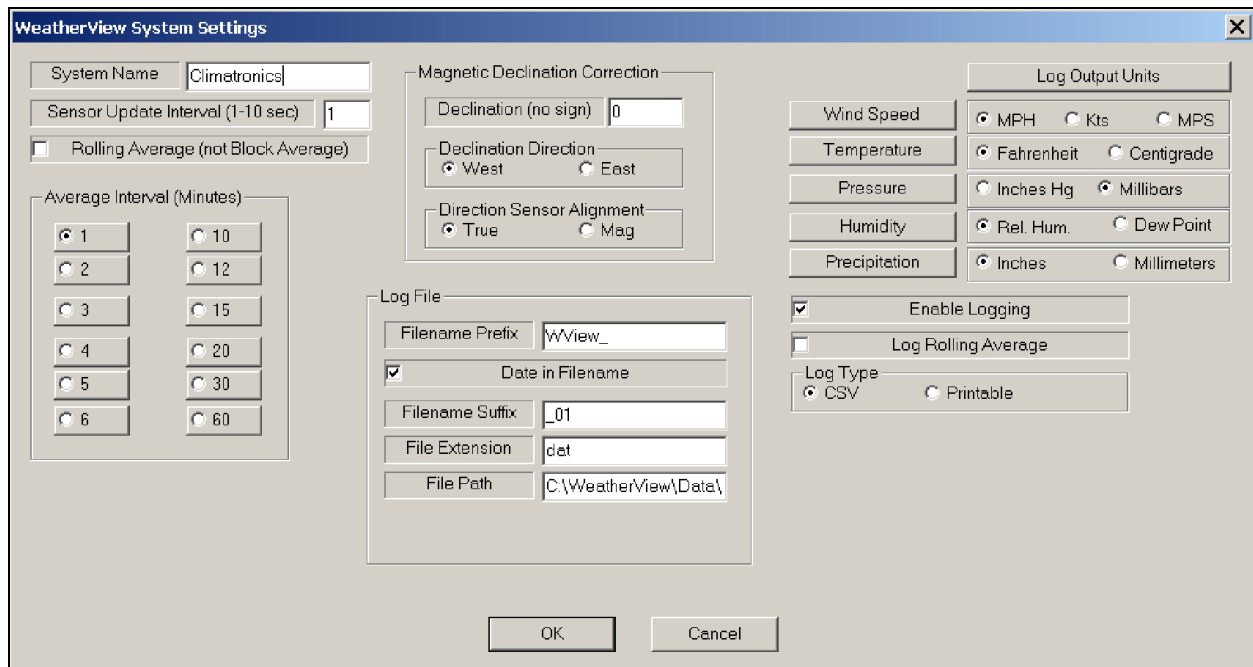 WeatherView System Settings
System Name Climatronics
Sensor Update Interval (1-10 sec) 1
Rolling Average (not Block Average)
Average Interval (Minutes)
1 10
2 12
3 15
4 20
5 30
6 60
Magnetic Declination Correction
Declination (no sign) 0
Declination Direction
West East
Direction Sensor Alignment
True Mag
Log File
Filename Prefix WView_
Date in Filename
Filename Suffix _01
File Extension dat
File Path C:\WeatherView\Data\
Log Output Units
Wind Speed MPH Kts MPS
Temperature Fahrenheit Centigrade
Pressure Inches Hg Millibars
Humidity Rel. Hum. Dew Point
Precipitation Inches Millimeters
Enable Logging
Log Rolling Average
Log Type
CSV Printable
OK Cancel